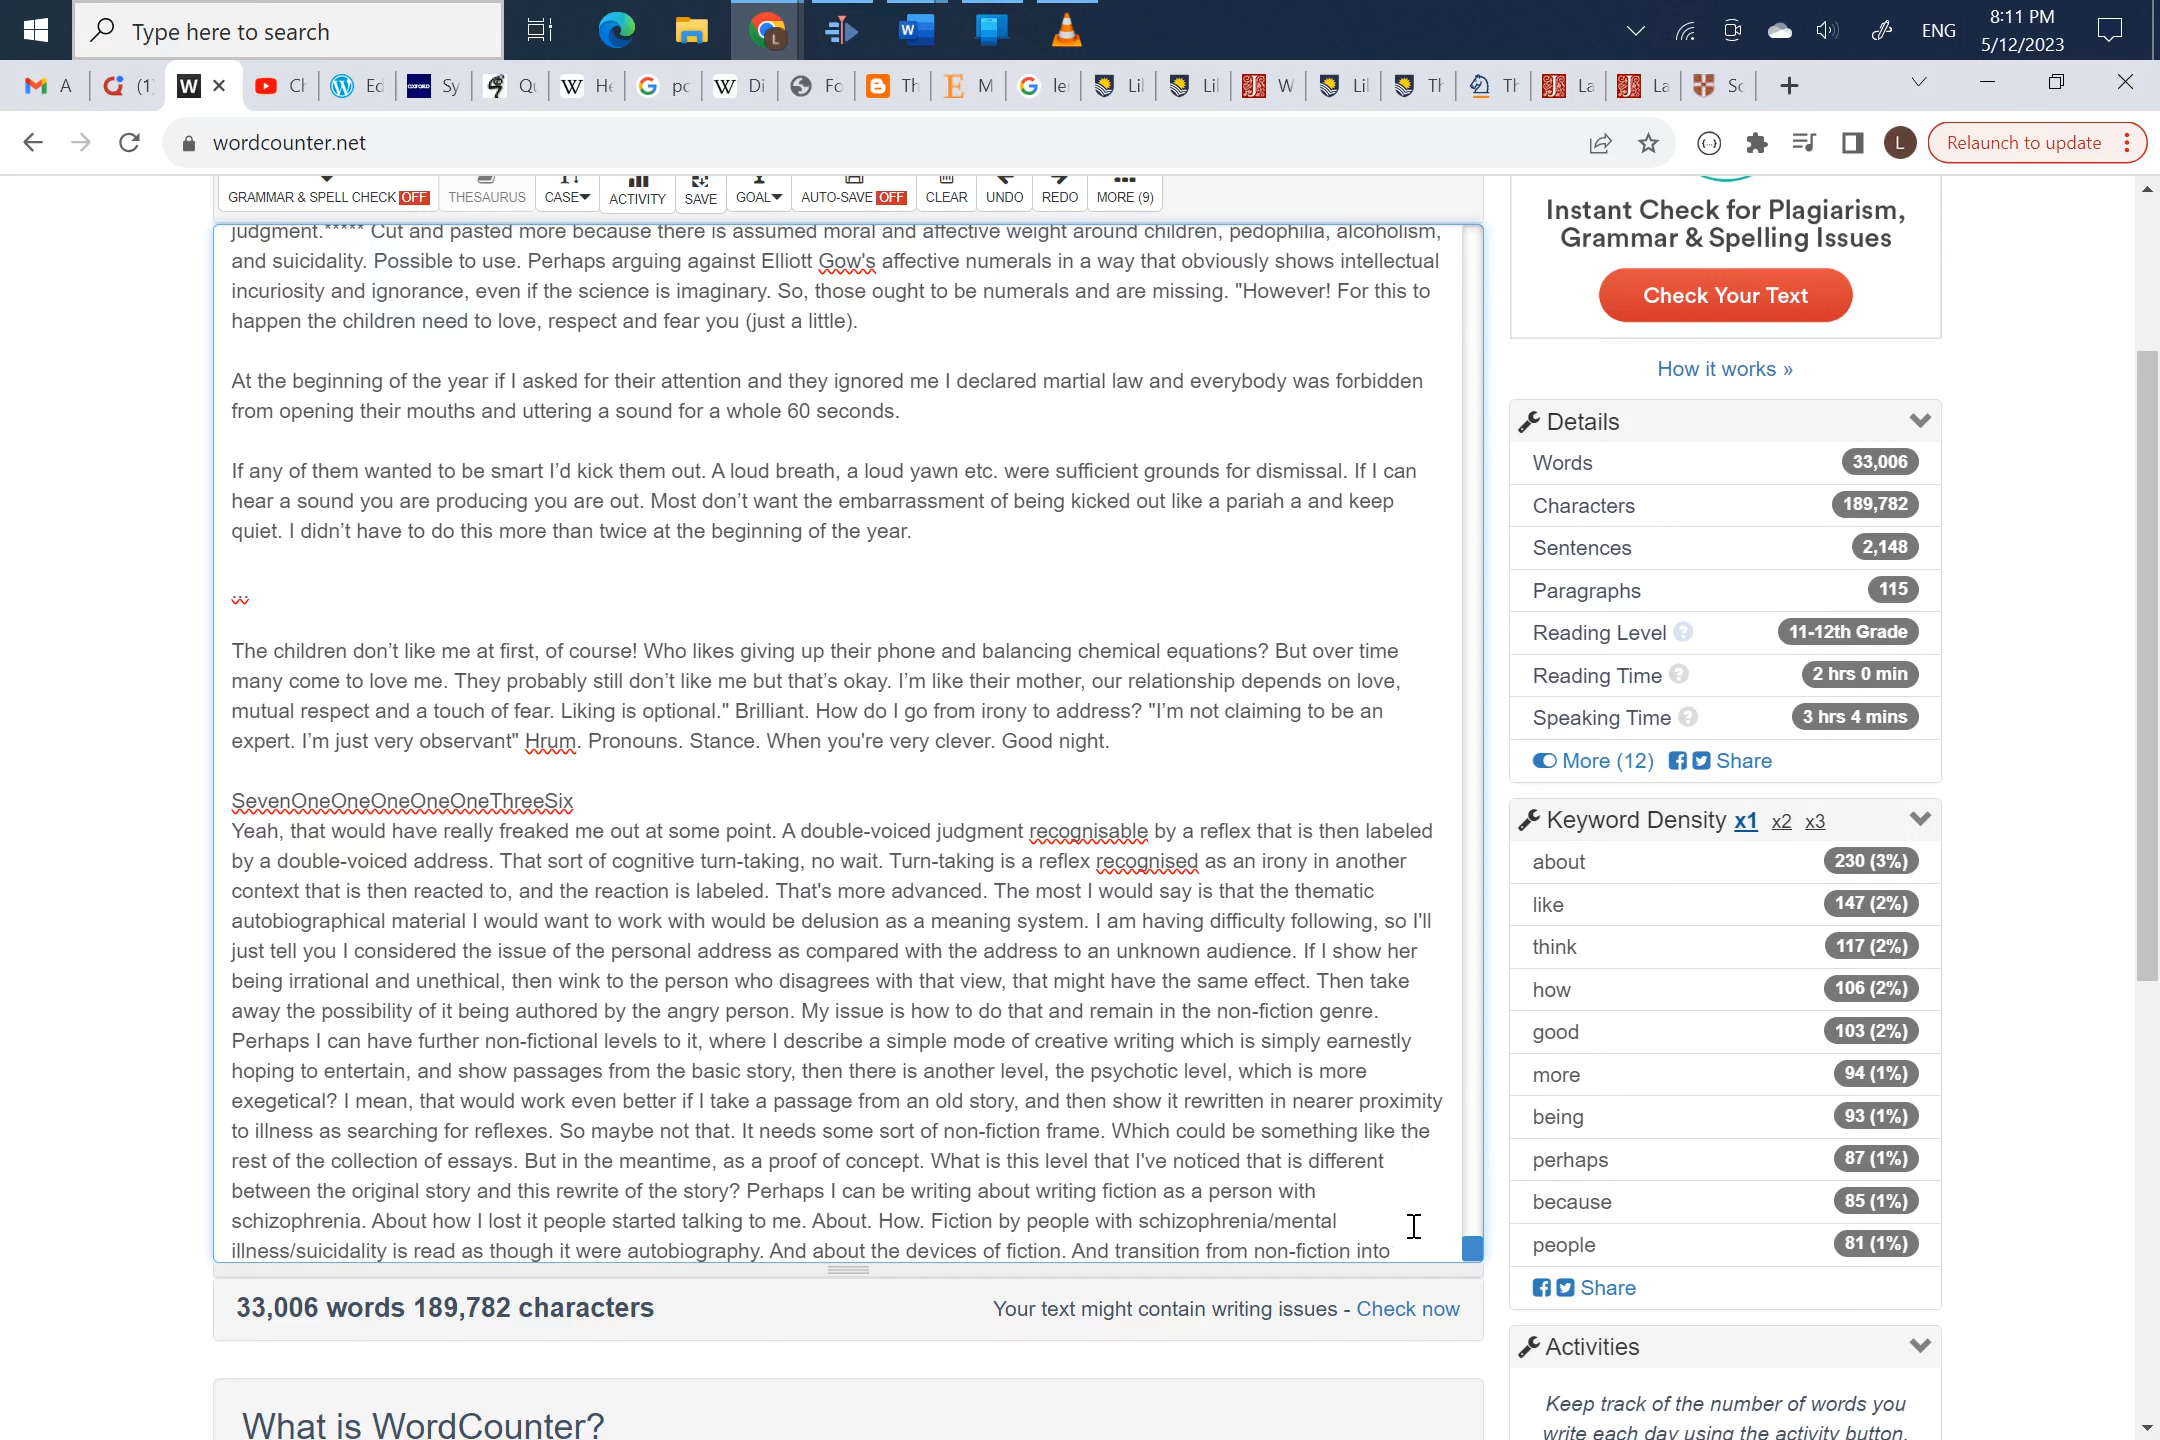 Type here to search
ENG
8:11 PM
5/12/2023
A
(1
W
Ch
Ed
Sy
Qu
He
pc
Di
Fo
Th
M
le
Lil
Lil
W
Lil
Th
Th
La
La
Sc
wordcounter.net
L
Relaunch to update
GRAMMAR & SPELL CHECK OFF
THESAURUS
CASE
ACTIVITY
SAVE
GOAL
AUTO-SAVE OFF
CLEAR
UNDO
REDO
MORE (9)
judgment.***** Cut and pasted more because there is assumed moral and affective weight around children, pedophilia, alcoholism,
and suicidality. Possible to use. Perhaps arguing against Elliott Gow's affective numerals in a way that obviously shows intellectual
incuriosity and ignorance, even if the science is imaginary. So, those ought to be numerals and are missing. "However! For this to
happen the children need to love, respect and fear you (just a little).
At the beginning of the year if I asked for their attention and they ignored me I declared martial law and everybody was forbidden
from opening their mouths and uttering a sound for a whole 60 seconds.
If any of them wanted to be smart I’d kick them out. A loud breath, a loud yawn etc. were sufficient grounds for dismissal. If I can
hear a sound you are producing you are out. Most don’t want the embarrassment of being kicked out like a pariah a and keep
quiet. I didn’t have to do this more than twice at the beginning of the year.
...
The children don’t like me at first, of course! Who likes giving up their phone and balancing chemical equations? But over time
many come to love me. They probably still don’t like me but that’s okay. I’m like their mother, our relationship depends on love,
mutual respect and a touch of fear. Liking is optional." Brilliant. How do I go from irony to address? "I’m not claiming to be an
expert. I’m just very observant" Hrum. Pronouns. Stance. When you're very clever. Good night.
SevenOneOneOneOneOneThreeSix
Yeah, that would have really freaked me out at some point. A double-voiced judgment recognisable by a reflex that is then labeled
by a double-voiced address. That sort of cognitive turn-taking, no wait. Turn-taking is a reflex recognised as an irony in another
context that is then reacted to, and the reaction is labeled. That's more advanced. The most I would say is that the thematic
autobiographical material I would want to work with would be delusion as a meaning system. I am having difficulty following, so I'll
just tell you I considered the issue of the personal address as compared with the address to an unknown audience. If I show her
being irrational and unethical, then wink to the person who disagrees with that view, that might have the same effect. Then take
away the possibility of it being authored by the angry person. My issue is how to do that and remain in the non-fiction genre.
Perhaps I can have further non-fictional levels to it, where I describe a simple mode of creative writing which is simply earnestly
hoping to entertain, and show passages from the basic story, then there is another level, the psychotic level, which is more
exegetical? I mean, that would work even better if I take a passage from an old story, and then show it rewritten in nearer proximity
to illness as searching for reflexes. So maybe not that. It needs some sort of non-fiction frame. Which could be something like the
rest of the collection of essays. But in the meantime, as a proof of concept. What is this level that I've noticed that is different
between the original story and this rewrite of the story? Perhaps I can be writing about writing fiction as a person with
schizophrenia. About how I lost it people started talking to me. About. How. Fiction by people with schizophrenia/mental
illness/suicidality is read as though it were autobiography. And about the devices of fiction. And transition from non-fiction into
33,006 words 189,782 characters
Your text might contain writing issues - Check now
What is WordCounter?
Instant Check for Plagiarism,
Grammar & Spelling Issues
Check Your Text
How it works »
Details
Words 33,006
Characters 189,782
Sentences 2,148
Paragraphs 115
Reading Level ? 11-12th Grade
Reading Time ? 2 hrs 0 min
Speaking Time ? 3 hrs 4 mins
More (12) Share
Keyword Density x1 x2 x3
about 230 (3%)
like 147 (2%)
think 117 (2%)
how 106 (2%)
good 103 (2%)
more 94 (1%)
being 93 (1%)
perhaps 87 (1%)
because 85 (1%)
people 81 (1%)
Share
Activities
Keep track of the number of words you
write each day using the activity button.